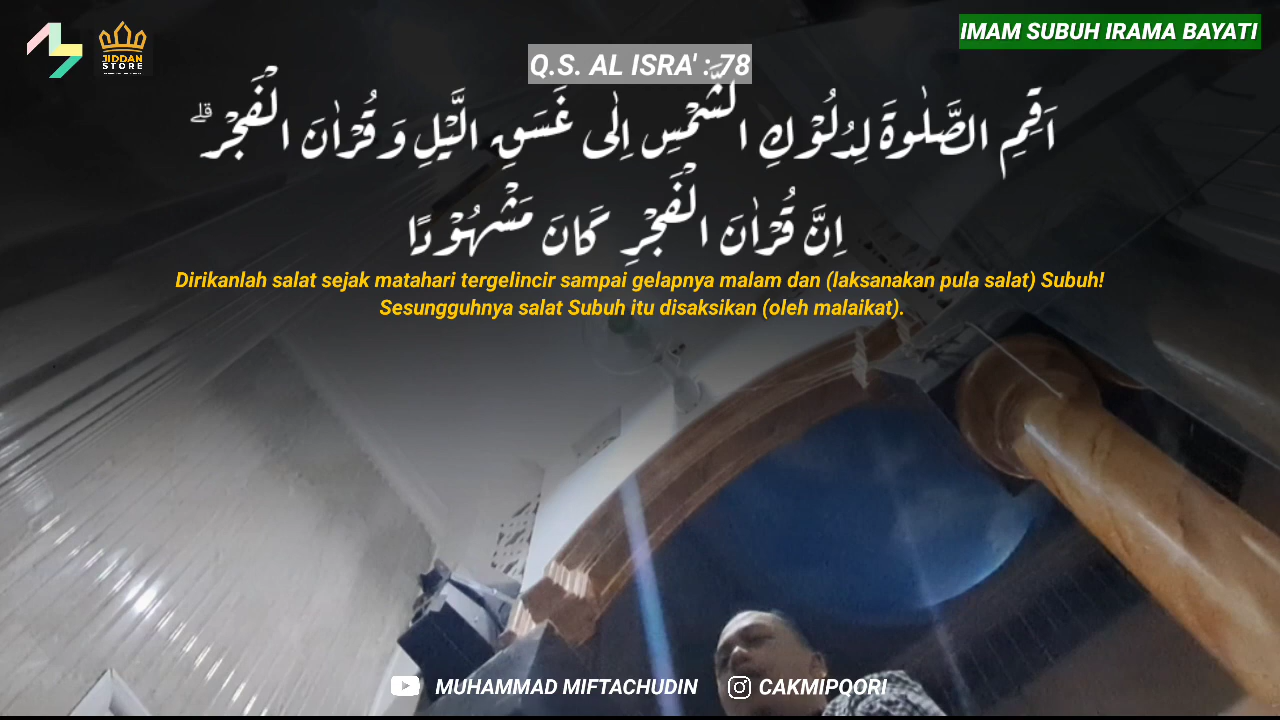 IMAM SUBUH IRAMA BAYATI
JIDDAN
STORE
Q.S. AL ISRA' : 78
اَقِمِ الصَّلٰوةَ لِدُلُوْكِ الشَّمْسِ اِلٰى غَسَقِ الَّيْلِ وَقُرْاٰنَ الْفَجْرِۗ
اِنَّ قُرْاٰنَ الْفَجْرِ كَانَ مَشْهُوْدًا
Dirikanlah salat sejak matahari tergelincir sampai gelapnya malam dan (laksanakan pula salat) Subuh!
Sesungguhnya salat Subuh itu disaksikan (oleh malaikat).
MUHAMMAD MIFTACHUDIN CAKMIPQORI